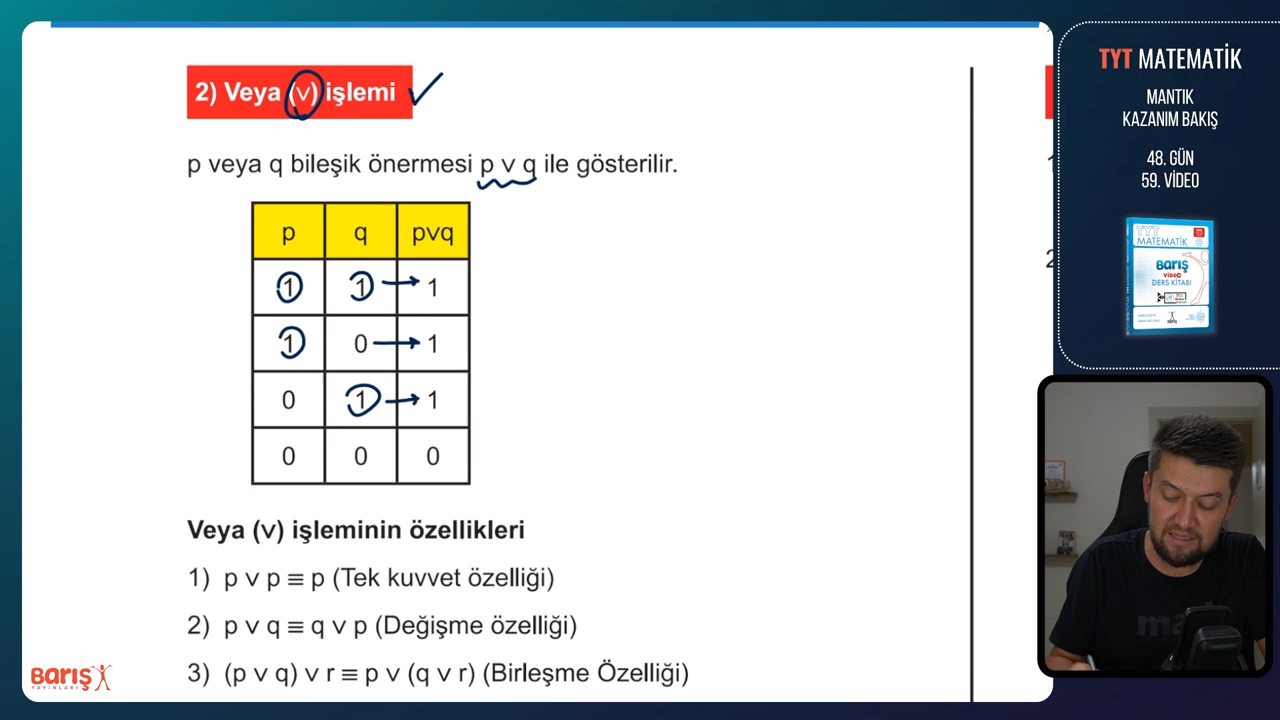 2) Veya (v) işlemi
p veya q bileşik önermesi p v q ile gösterilir.
p q pvq
1 1 1
1 0 1
0 1 1
0 0 0
Veya (v) işleminin özellikleri
1) p v p ≡ p (Tek kuvvet özelliği)
2) p v q ≡ q v p (Değişme özelliği)
3) (p v q) v r ≡ p v (q v r) (Birleşme Özelliği)
BARIŞ
YAYINLARI
TYT MATEMATİK
MANTIK
KAZANIM BAKIŞ
48. GÜN
59. VİDEO
TYT
MATEMATİK
BARIŞ
VİDEO
DERS KİTABI